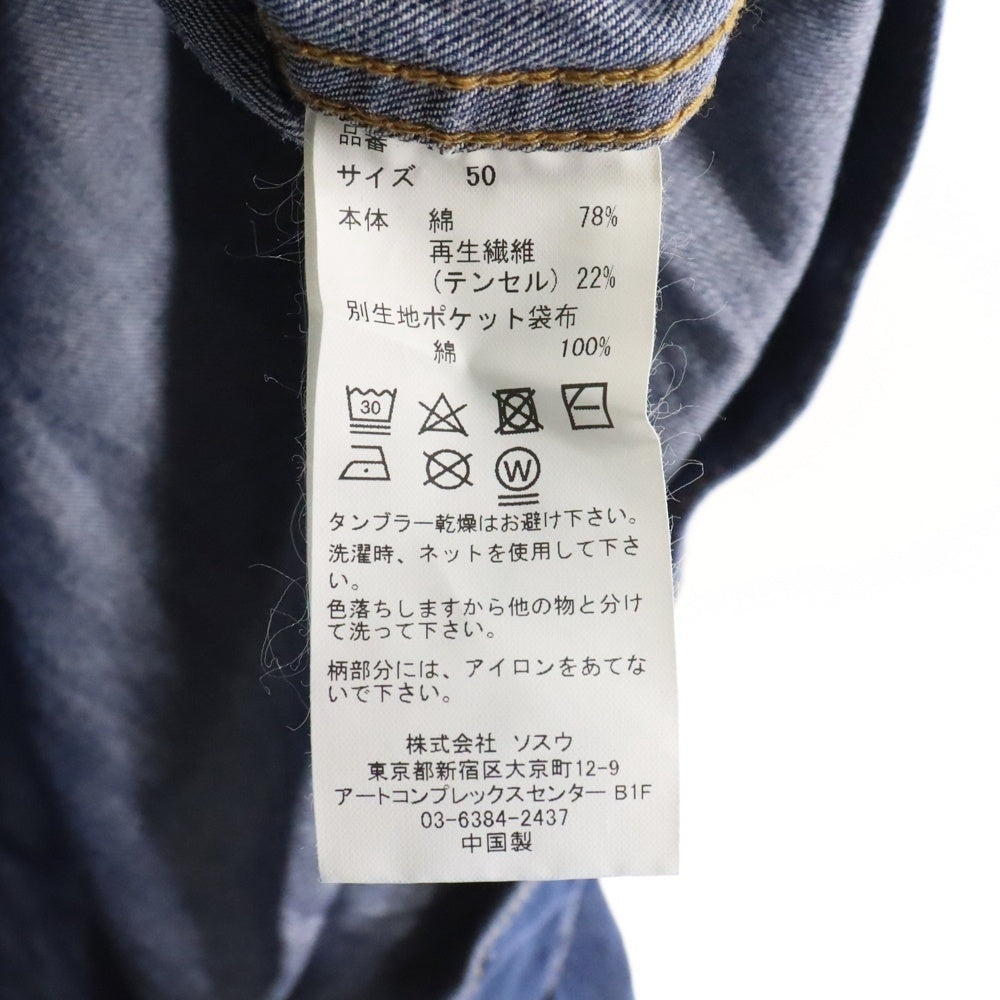 品番
サイズ 50
本体 綿 78%
再生繊維
(テンセル) 22%
別生地ポケット袋布
綿 100%
30
W
タンブラー乾燥はお避け下さい。
洗濯時、ネットを使用して下さ
い。
色落ちしますから他の物と分け
て洗って下さい。
柄部分には、アイロンをあてな
いで下さい。
株式会社 ソスウ
東京都新宿区大京町12-9
アートコンプレックスセンター B1F
03-6384-2437
中国製